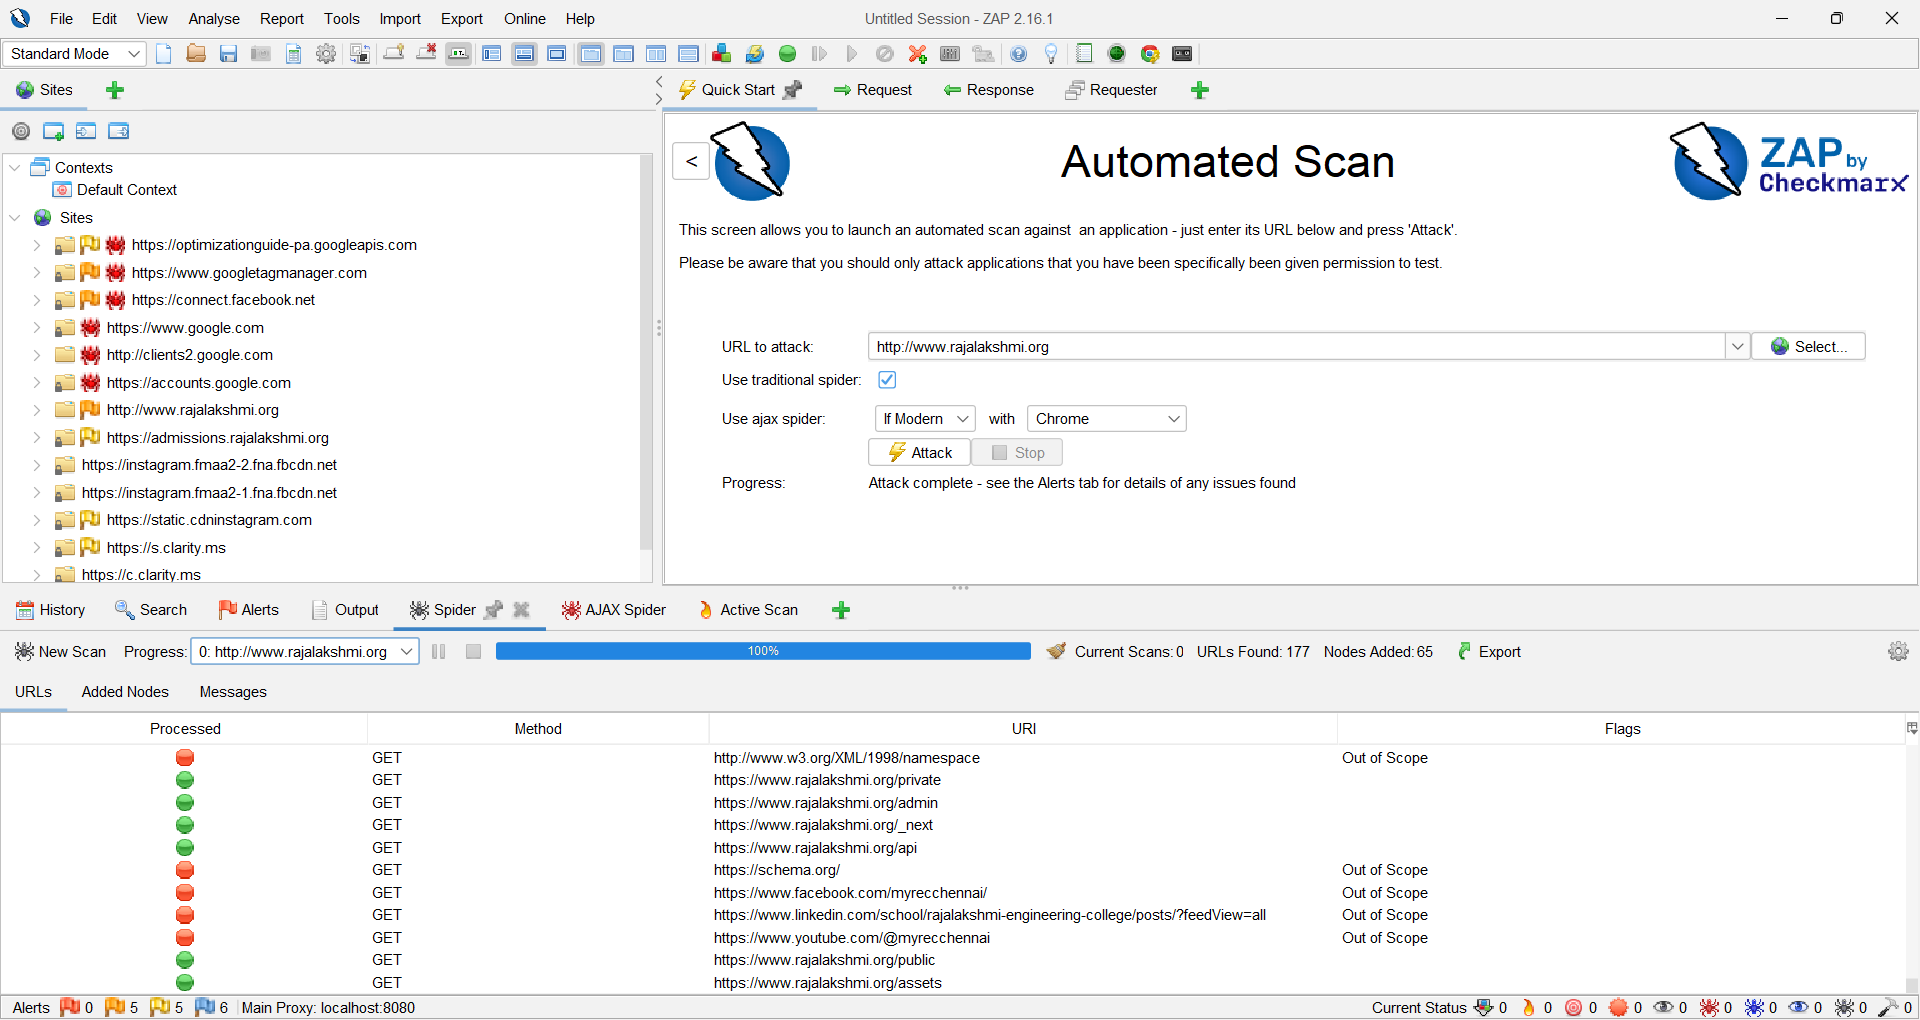 File Edit View Analyse Report Tools Import Export Online Help
Untitled Session - ZAP 2.16.1
Standard Mode
Sites
Quick Start Request Response Requester
Contexts
Default Context
Sites
https://optimizationguide-pa.googleapis.com
https://www.googletagmanager.com
https://connect.facebook.net
https://www.google.com
http://clients2.google.com
https://accounts.google.com
http://www.rajalakshmi.org
https://admissions.rajalakshmi.org
https://instagram.fmaa2-2.fna.fbcdn.net
https://instagram.fmaa2-1.fna.fbcdn.net
https://static.cdninstagram.com
https://s.clarity.ms
https://c.clarity.ms
<
Automated Scan
ZAP by
Checkmarx
This screen allows you to launch an automated scan against  an application - just enter its URL below and press 'Attack'.
Please be aware that you should only attack applications that you have been specifically been given permission to test.
URL to attack: http://www.rajalakshmi.org Select...
Use traditional spider:
Use ajax spider: If Modern with Chrome
Attack Stop
Progress: Attack complete - see the Alerts tab for details of any issues found
History Search Alerts Output Spider AJAX Spider Active Scan
New Scan Progress: 0: http://www.rajalakshmi.org 100% Current Scans: 0 URLs Found: 177 Nodes Added: 65 Export
URLs Added Nodes Messages
Processed Method URI Flags
GET http://www.w3.org/XML/1998/namespace Out of Scope
GET https://www.rajalakshmi.org/private
GET https://www.rajalakshmi.org/admin
GET https://www.rajalakshmi.org/_next
GET https://www.rajalakshmi.org/api
GET https://schema.org/ Out of Scope
GET https://www.facebook.com/myrecchennai/ Out of Scope
GET https://www.linkedin.com/school/rajalakshmi-engineering-college/posts/?feedView=all Out of Scope
GET https://www.youtube.com/@myrecchennai Out of Scope
GET https://www.rajalakshmi.org/public
GET https://www.rajalakshmi.org/assets
Alerts 0 5 5 6 Main Proxy: localhost:8080 Current Status 0 0 0 0 0 0 0 0 0 0